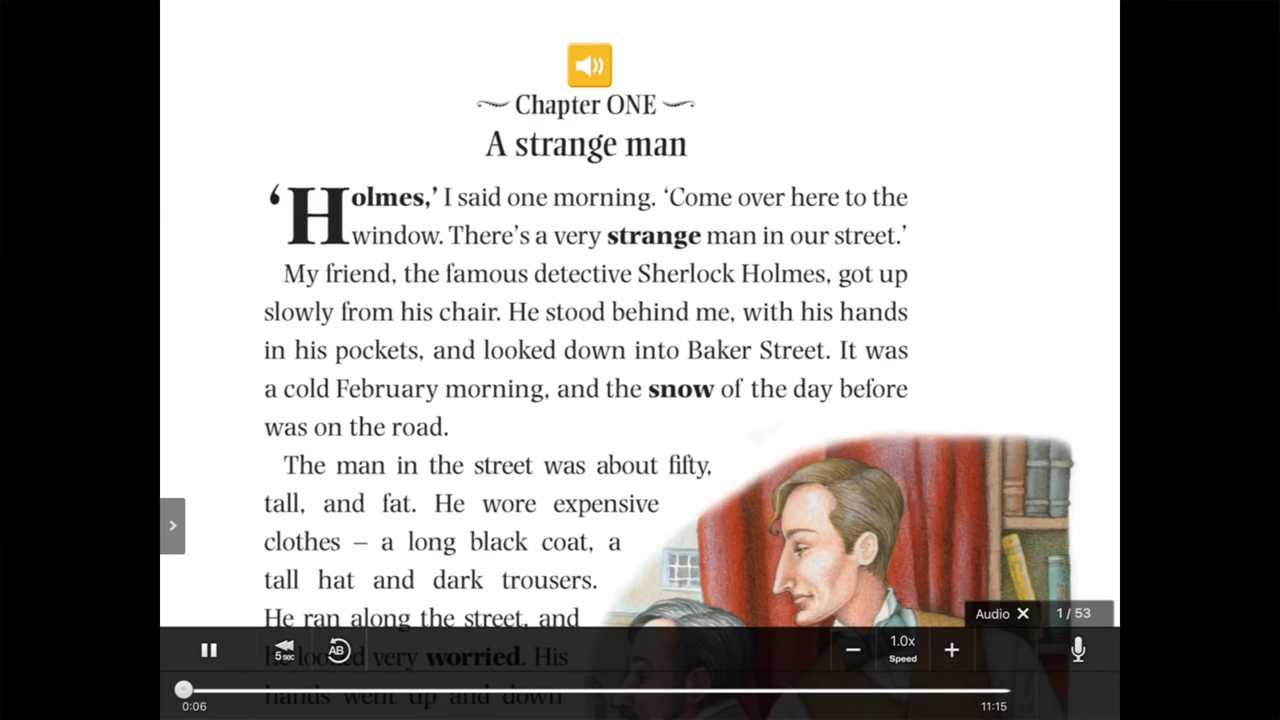 Chapter ONE
A strange man
‘Holmes,’ I said one morning. ‘Come over here to the
window. There’s a very strange man in our street.’
My friend, the famous detective Sherlock Holmes, got up
slowly from his chair. He stood behind me, with his hands
in his pockets, and looked down into Baker Street. It was
a cold February morning, and the snow of the day before
was on the road.
The man in the street was about fifty,
tall, and fat. He wore expensive
clothes – a long black coat, a
tall hat and dark trousers.
He ran along the street, and
he looked very worried. His
hands went up and down
Audio ✕ 1 / 53
5 sec
AB
− 1.0x +
Speed
0:06
11:15